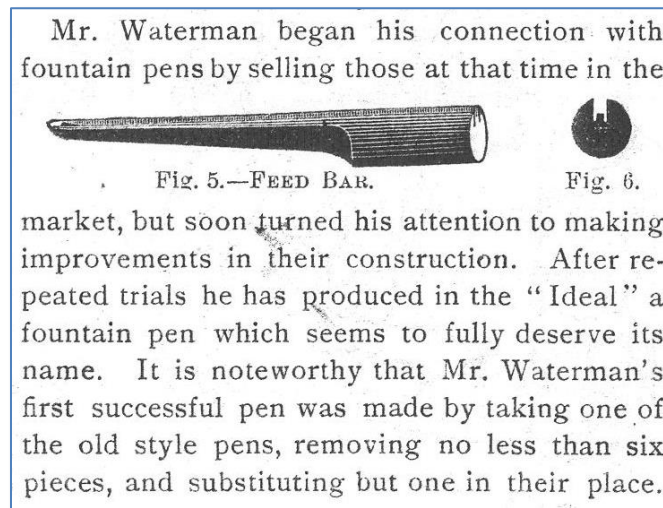 Mr. Waterman began his connection with
fountain pens by selling those at that time in the
Fig. 5.—FEED BAR. Fig. 6.
market, but soon turned his attention to making
improvements in their construction. After re-
peated trials he has produced in the “Ideal” a
fountain pen which seems to fully deserve its
name. It is noteworthy that Mr. Waterman's
first successful pen was made by taking one of
the old style pens, removing no less than six
pieces, and substituting but one in their place.